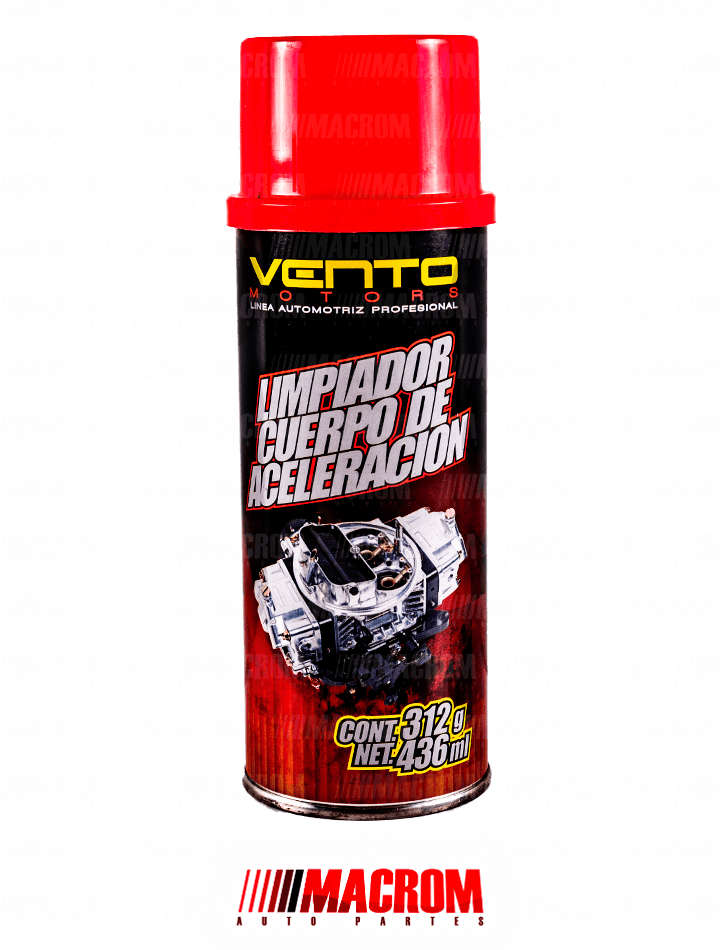 VENTO
MOTORS
LINEA AUTOMOTRIZ PROFESIONAL
LIMPIADOR
CUERPO DE
ACELERACION
CONT. 312 g
NET. 436 ml
MACROM
AUTO PARTES